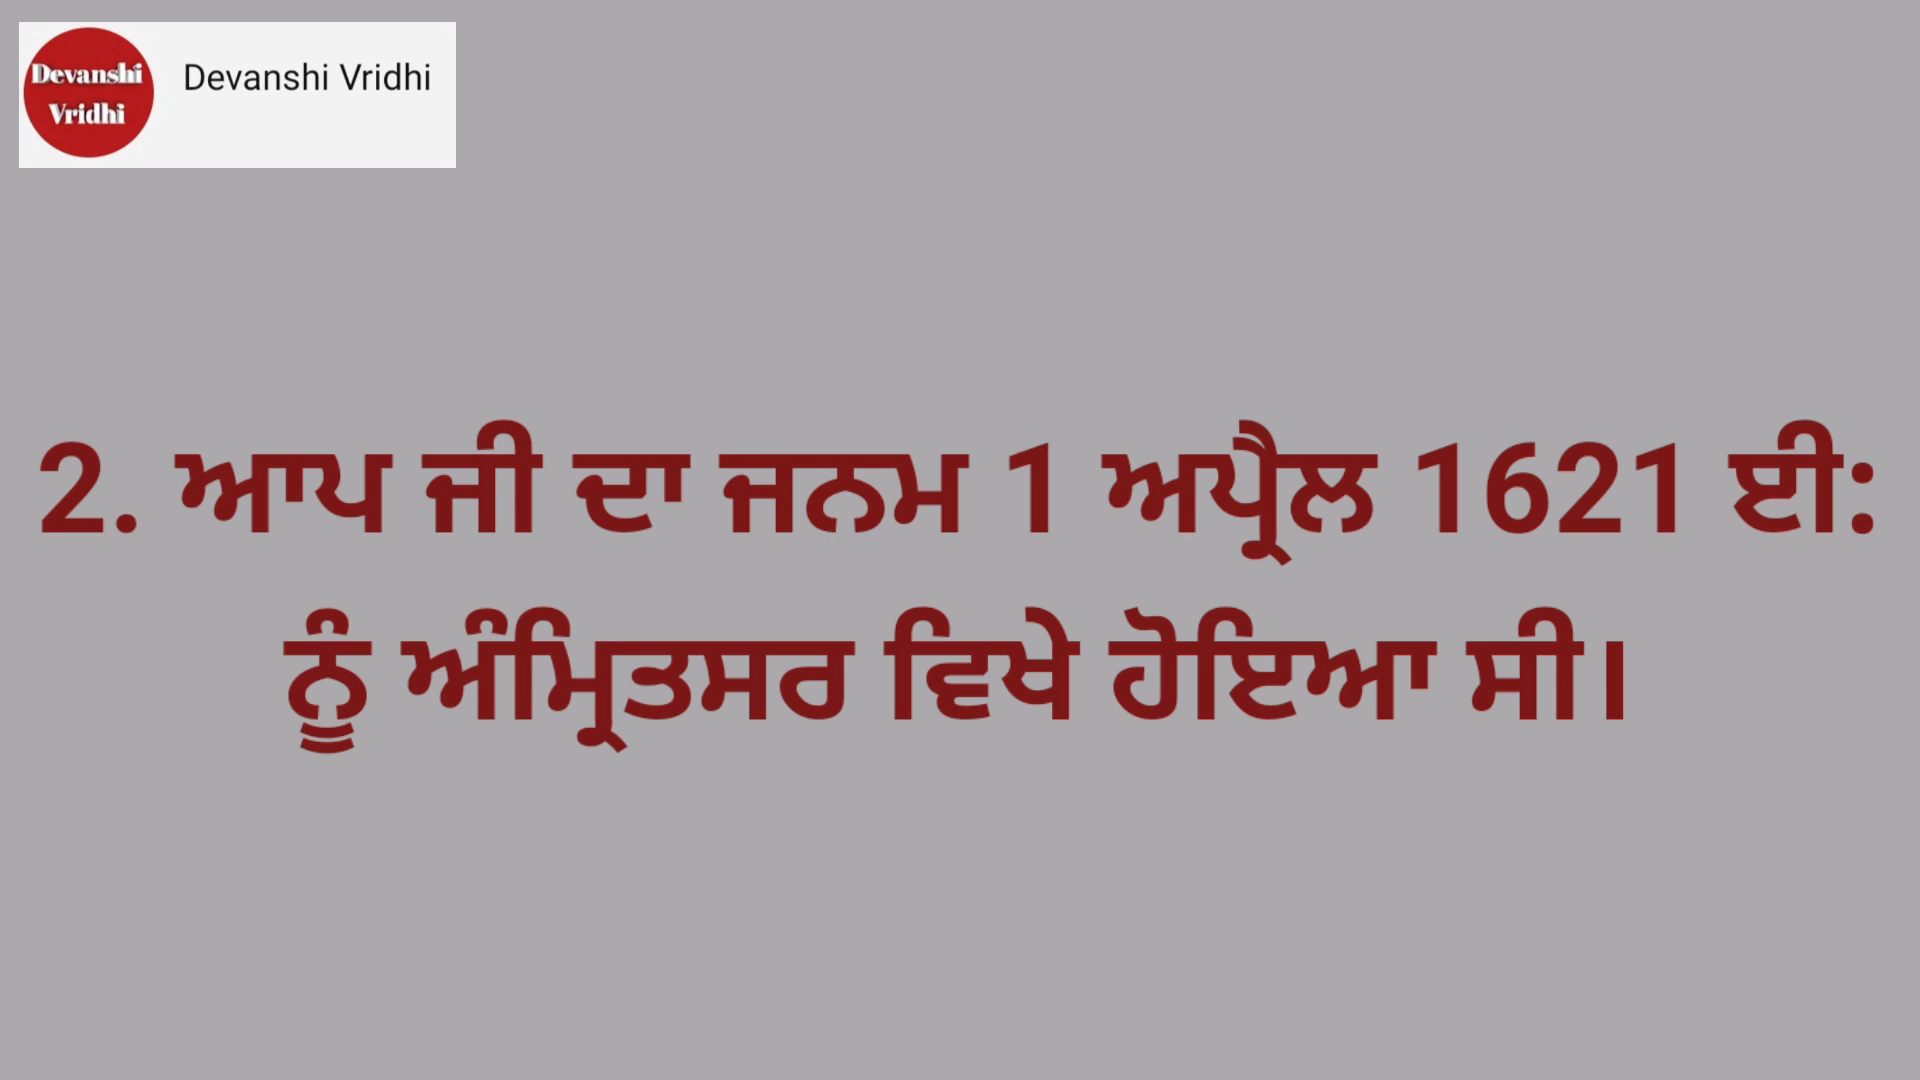 Devanshi
Vridhi
Devanshi Vridhi
2. ਆਪ ਜੀ ਦਾ ਜਨਮ 1 ਅਪ੍ਰੈਲ 1621 ਈ:
ਨੂੰ ਅੰਮ੍ਰਿਤਸਰ ਵਿਖੇ ਹੋਇਆ ਸੀ।